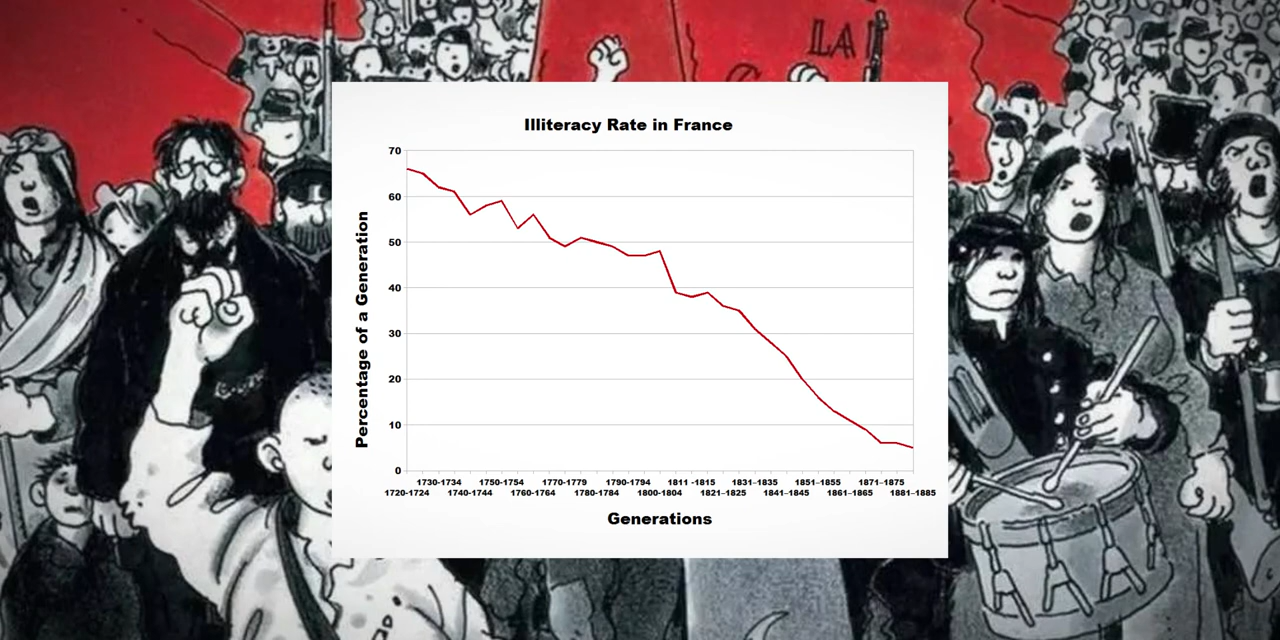 LA
Illiteracy Rate in France
Percentage of a Generation
70
60
50
40
30
20
10
0
1730-1734 1750-1754 1770-1779 1790-1794 1811 -1815 1831–1835 1851–1855 1871–1875
1720-1724 1740-1744 1760-1764 1780-1784 1800-1804 1821–1825 1841–1845 1861–1865 1881–1885
Generations